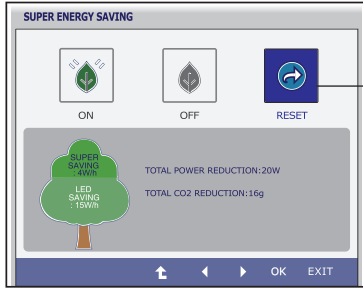 SUPER ENERGY SAVING
ON
OFF
RESET
SUPER
SAVING
: 4W/h
LED
SAVING
: 15W/h
TOTAL POWER REDUCTION:20W
TOTAL CO2 REDUCTION:16g
OK
EXIT